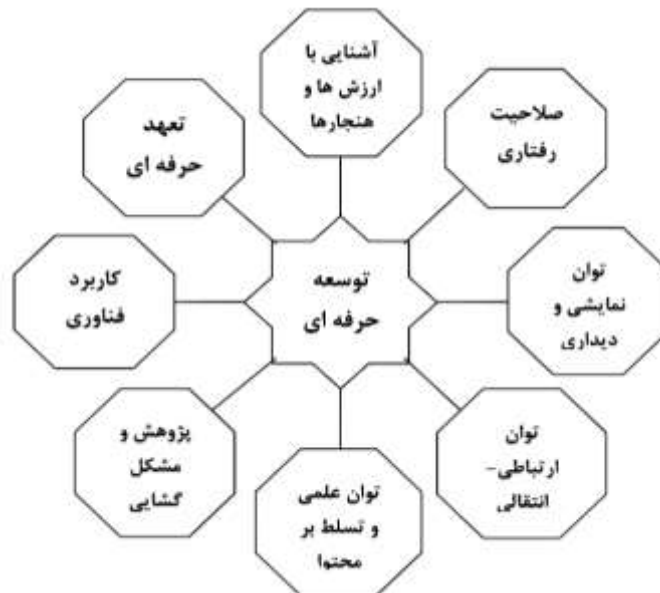 آشنایی با
ارزش ها و
هنجارها
صلاحیت
رفتاری
توان
نمایشی و
دیداری
توان
ارتباطی-
انتقالی
توان علمی
و تسلط بر
محتوا
پژوهش و
مشکل
گشایی
کاربرد
فناوری
تعهد
حرفه ای
توسعه
حرفه ای